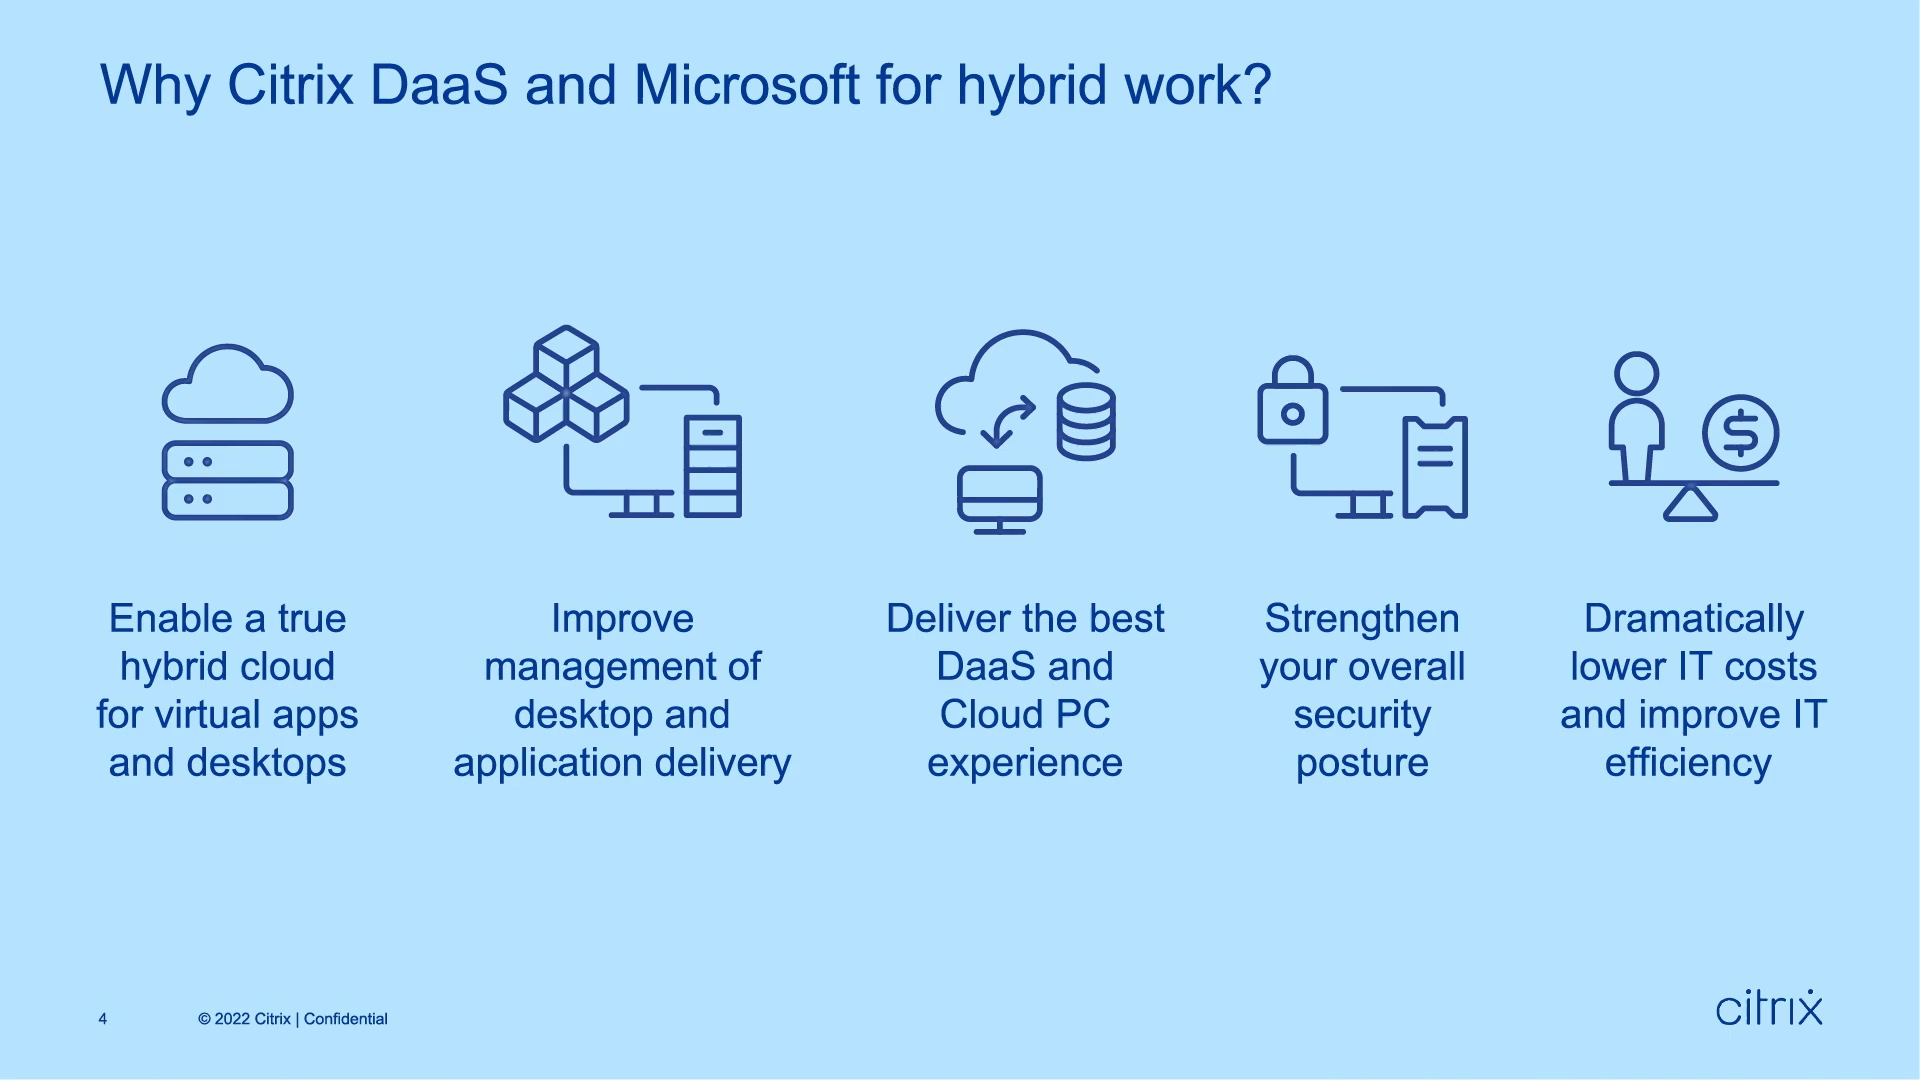 Why Citrix DaaS and Microsoft for hybrid work?
Enable a true
hybrid cloud
for virtual apps
and desktops
Improve
management of
desktop and
application delivery
Deliver the best
DaaS and
Cloud PC
experience
Strengthen
your overall
security
posture
Dramatically
lower IT costs
and improve IT
efficiency
4
© 2022 Citrix | Confidential
citrix